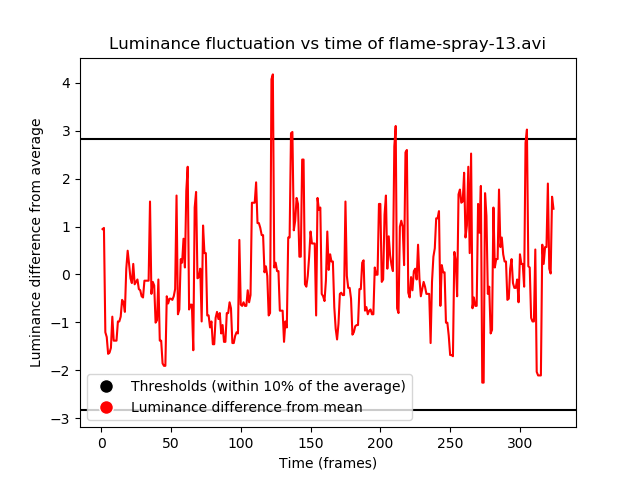 Luminance fluctuation vs time of flame-spray-13.avi
Luminance difference from average
4
3
2
1
0
−1
−2
−3
Thresholds (within 10% of the average)
Luminance difference from mean
0 50 100 150 200 250 300
Time (frames)